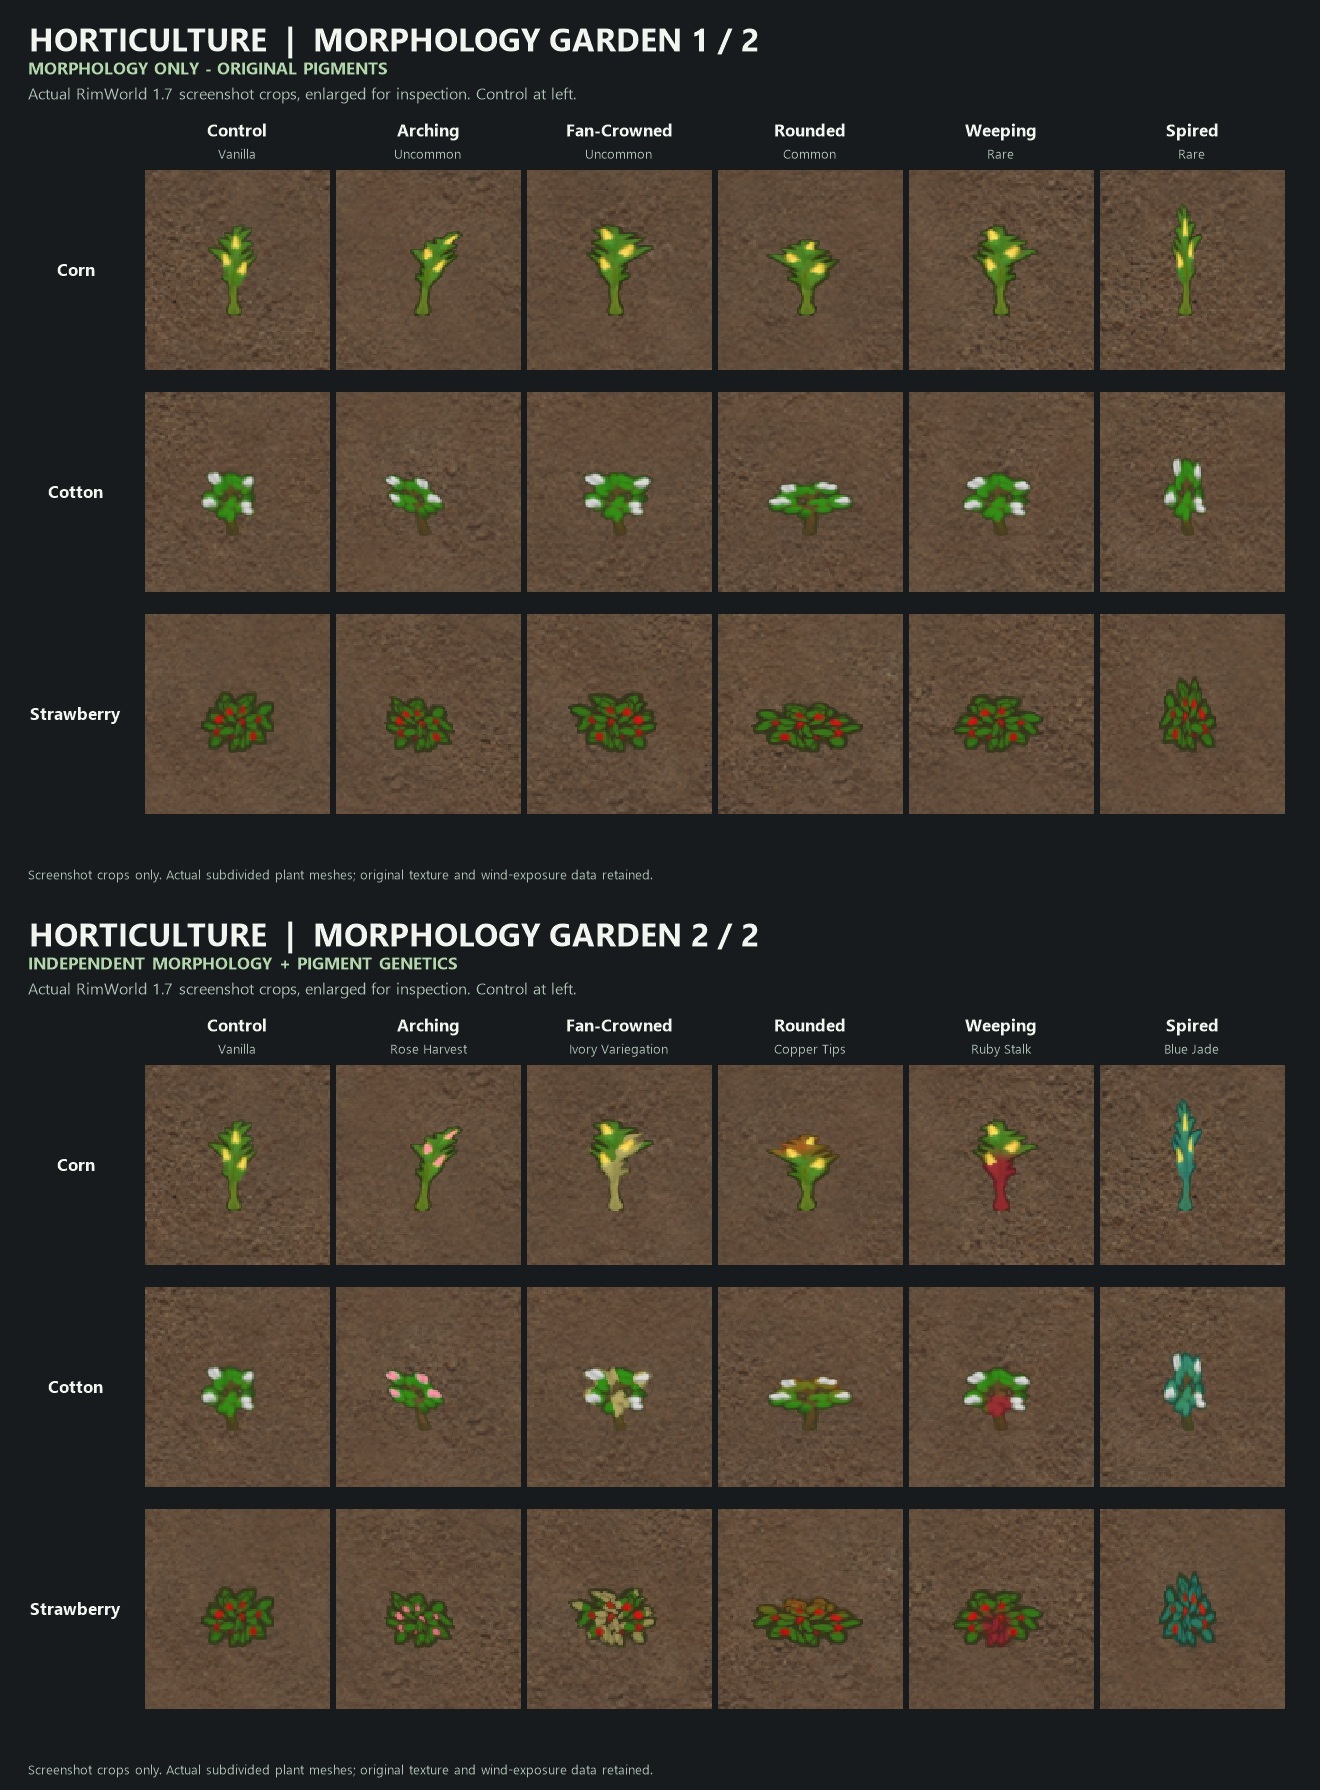 HORTICULTURE | MORPHOLOGY GARDEN 1 / 2
MORPHOLOGY ONLY - ORIGINAL PIGMENTS
Actual RimWorld 1.7 screenshot crops, enlarged for inspection. Control at left.
Control Arching Fan-Crowned Rounded Weeping Spired
Vanilla Uncommon Uncommon Common Rare Rare
Corn
Cotton
Strawberry
Screenshot crops only. Actual subdivided plant meshes; original texture and wind-exposure data retained.
HORTICULTURE | MORPHOLOGY GARDEN 2 / 2
INDEPENDENT MORPHOLOGY + PIGMENT GENETICS
Actual RimWorld 1.7 screenshot crops, enlarged for inspection. Control at left.
Control Arching Fan-Crowned Rounded Weeping Spired
Vanilla Rose Harvest Ivory Variegation Copper Tips Ruby Stalk Blue Jade
Corn
Cotton
Strawberry
Screenshot crops only. Actual subdivided plant meshes; original texture and wind-exposure data retained.